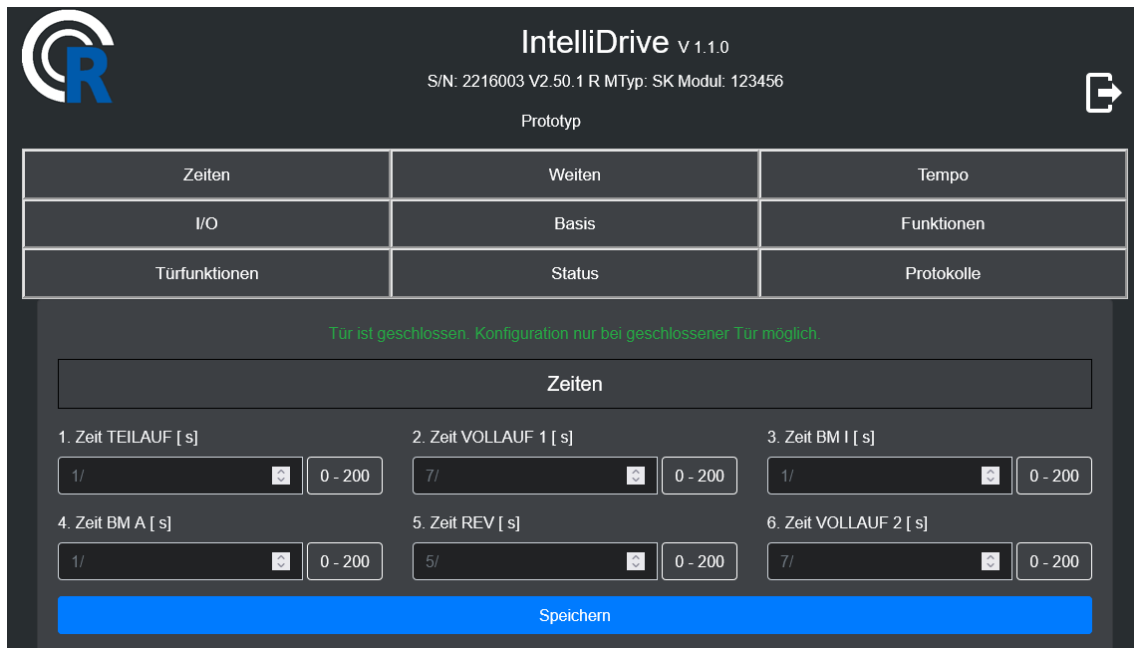 R
IntelliDrive V 1.1.0
S/N: 2216003 V2.50.1 R MTyp: SK Modul: 123456
Prototyp
Zeiten Weiten Tempo
I/O Basis Funktionen
Türfunktionen Status Protokolle
Tür ist geschlossen. Konfiguration nur bei geschlossener Tür möglich.
Zeiten
1. Zeit TEILAUF [ s] 2. Zeit VOLLAUF 1 [ s] 3. Zeit BM I [ s]
1/ 0 - 200 7/ 0 - 200 1/ 0 - 200
4. Zeit BM A [ s] 5. Zeit REV [ s] 6. Zeit VOLLAUF 2 [ s]
1/ 0 - 200 5/ 0 - 200 7/ 0 - 200
Speichern